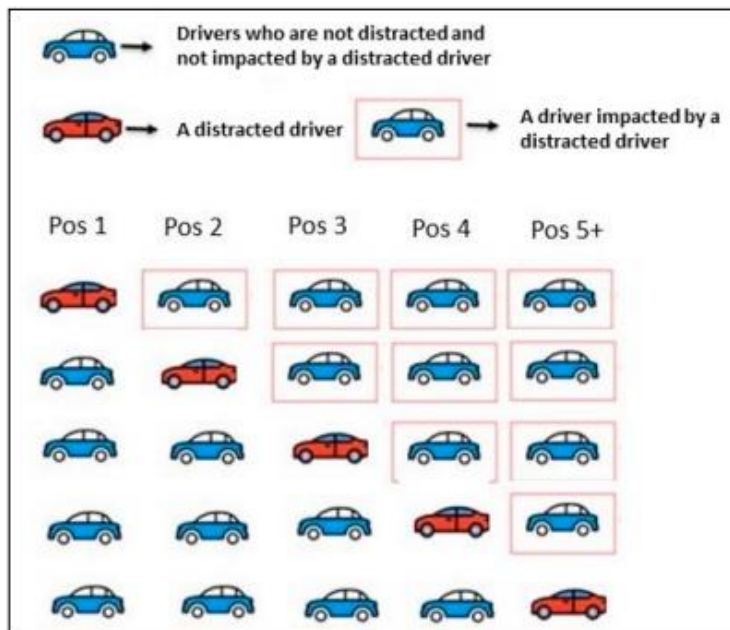 Drivers who are not distracted and
not impacted by a distracted driver
A distracted driver
A driver impacted by a
distracted driver
Pos 1 Pos 2 Pos 3 Pos 4 Pos 5+